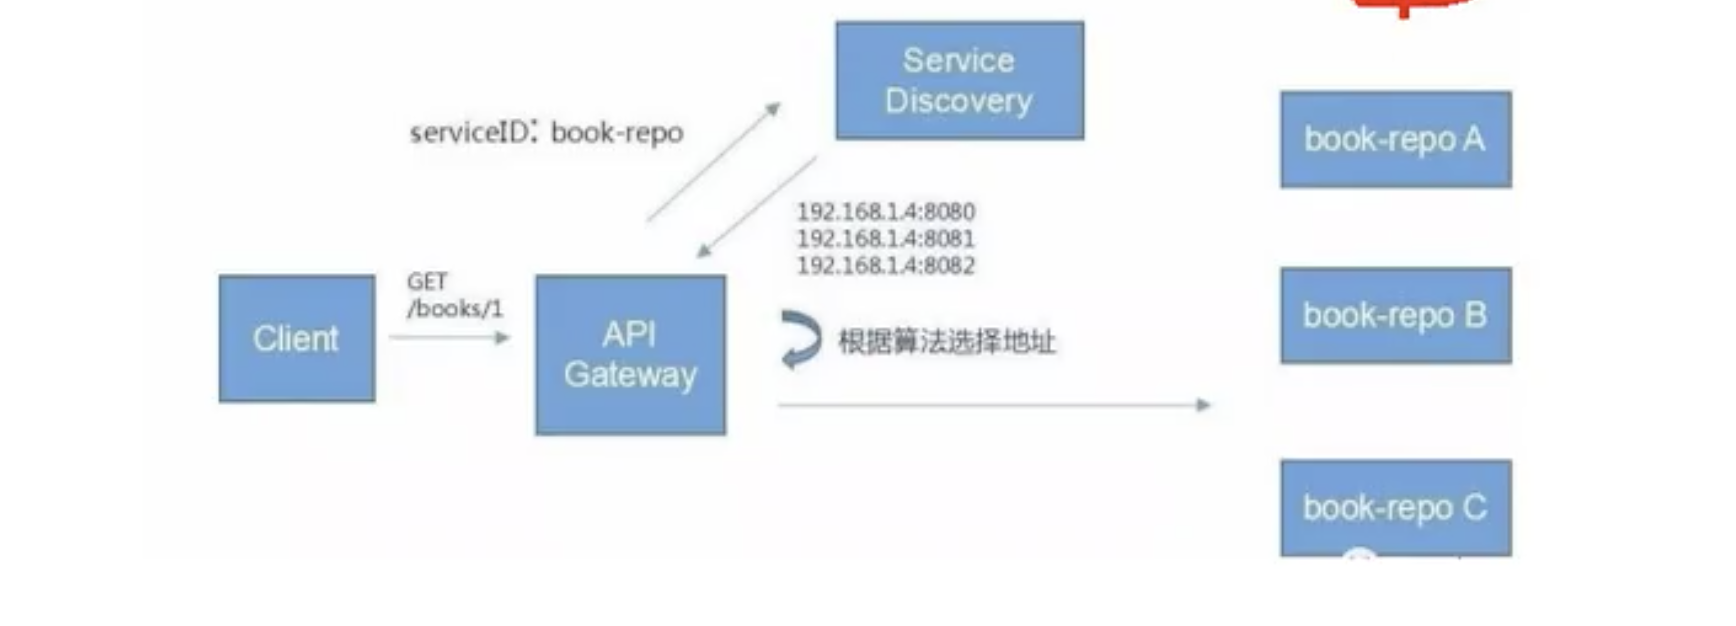 Service
Discovery
serviceID: book-repo
book-repo A
192.168.1.4:8080
192.168.1.4:8081
192.168.1.4:8082
GET
/books/1
Client
API
Gateway
根据算法选择地址
book-repo B
book-repo C